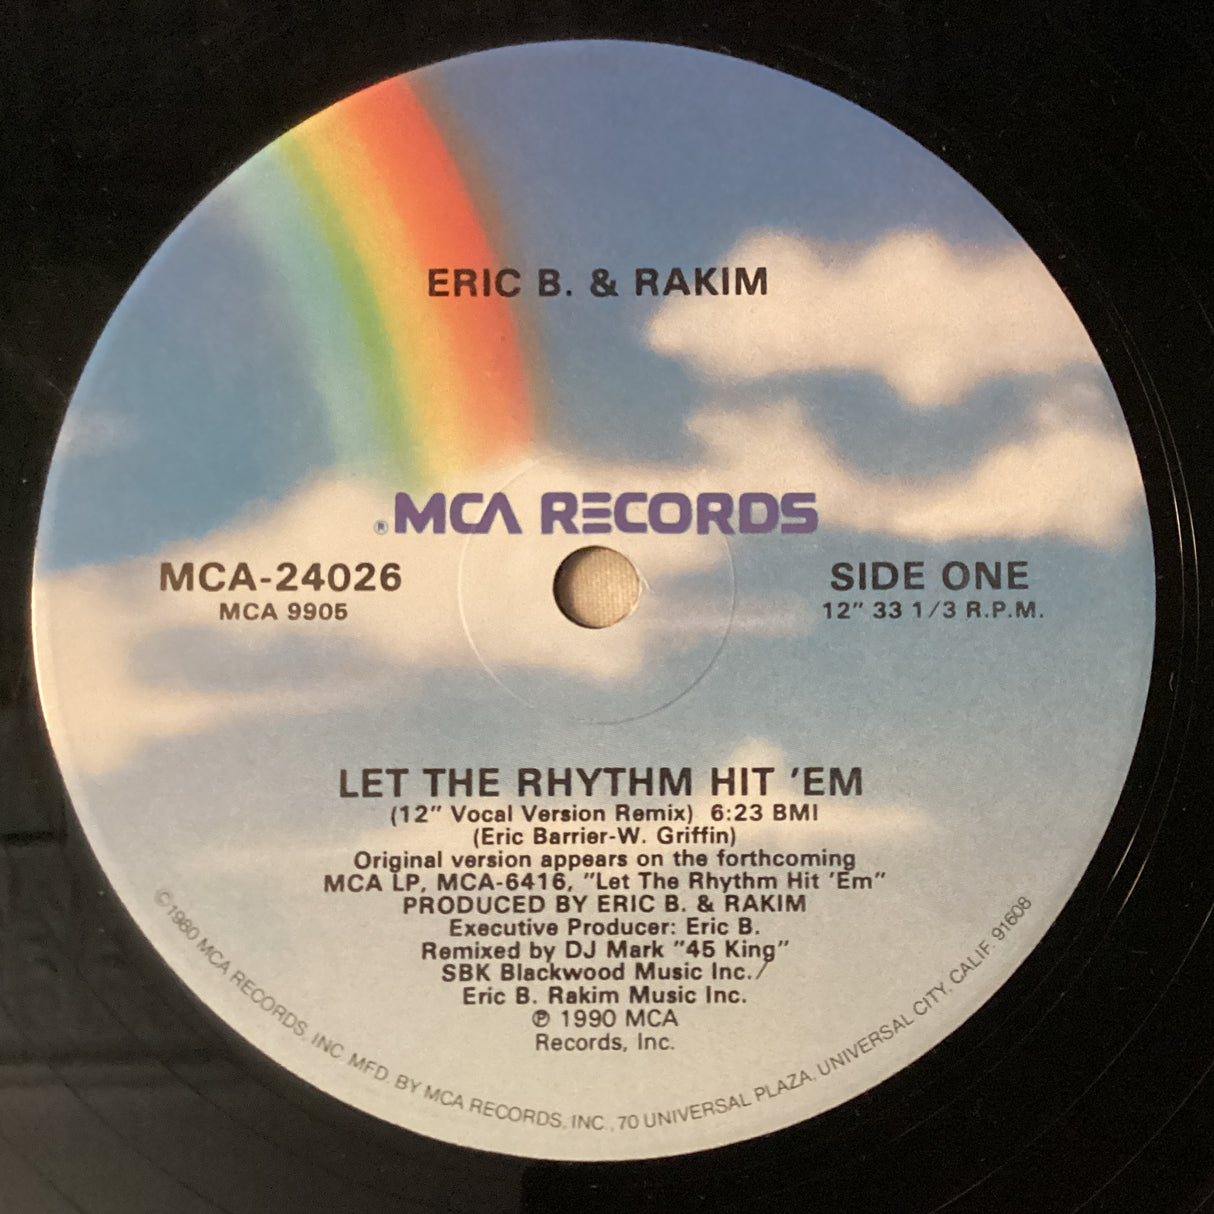 ERIC B. & RAKIM
® MCA RECORDS
MCA-24026
MCA 9905
SIDE ONE
12" 33 1/3 R.P.M.
LET THE RHYTHM HIT 'EM
(12" Vocal Version Remix) 6:23 BMI
(Eric Barrier-W. Griffin)
Original version appears on the forthcoming
MCA LP, MCA-6416, "Let The Rhythm Hit 'Em"
PRODUCED BY ERIC B. & RAKIM
Executive Producer: Eric B.
Remixed by DJ Mark "45 King"
SBK Blackwood Music Inc./
Eric B. Rakim Music Inc.
℗ 1990 MCA
Records, Inc.
©1980 MCA RECORDS, INC. MFD. BY MCA RECORDS, INC., 70 UNIVERSAL PLAZA, UNIVERSAL CITY, CALIF. 91608